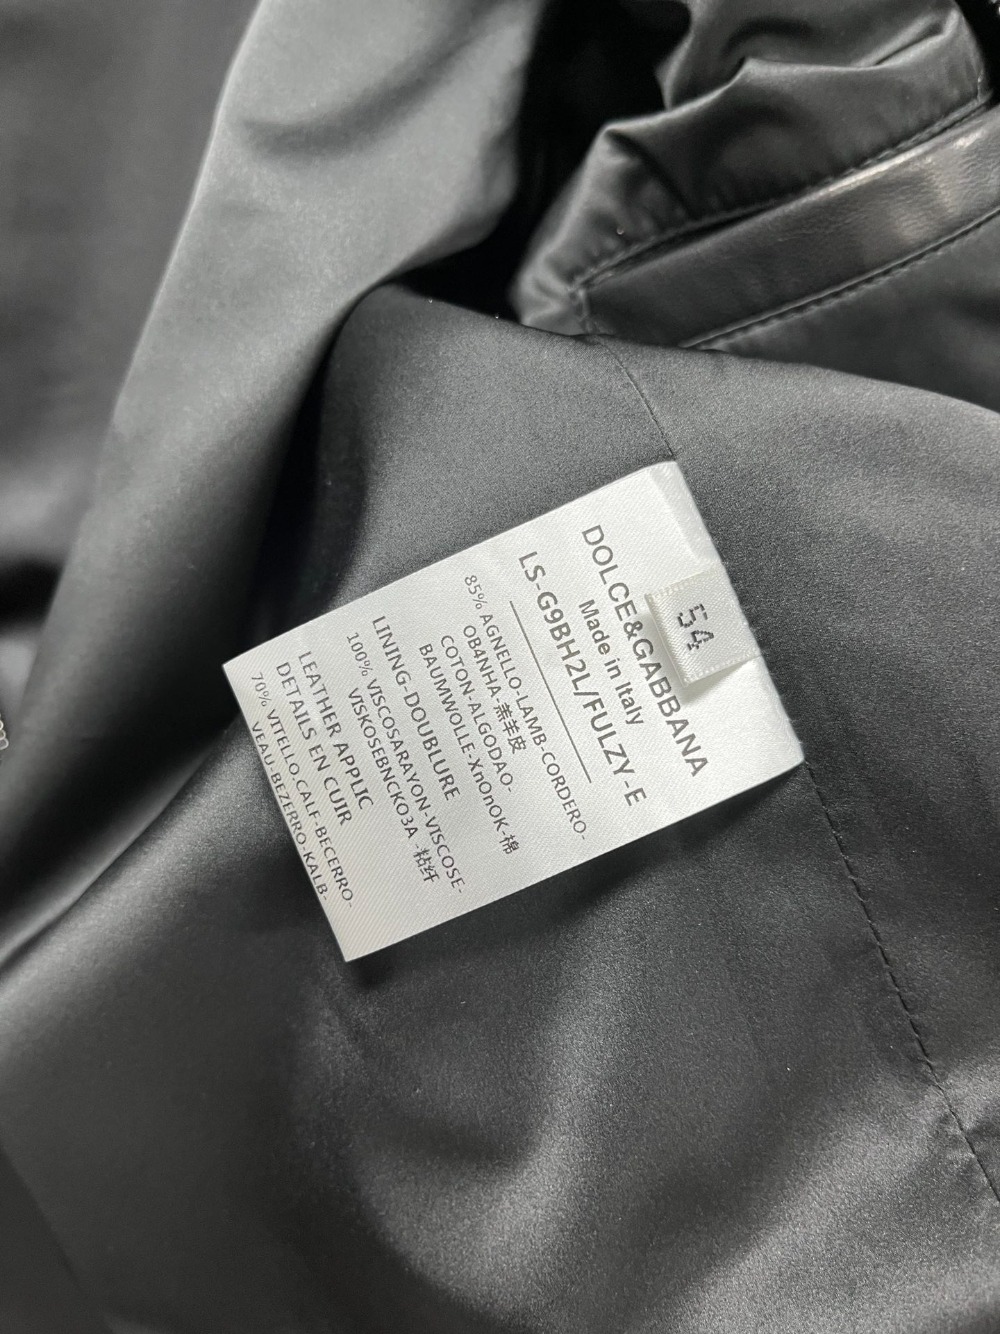 54
DOLCE&GABBANA
Made in Italy
LS-G9BH2L/FULZY-E
85% AGNELLO-LAMB-CORDERO-
OB4NHA-羔羊皮
COTON-ALGODAO-
BAUMWOLLE-XnOnOK-棉
LINING-DOUBLURE
100% VISCOSARAYON-VISCOSE-
VISKOSEBNCKO3A-粘纤
LEATHER APPLIC
DETAILS EN CUIR
70% VITELLO.CALF-BECERRO-
VEAU-BEZERRO-KALB-